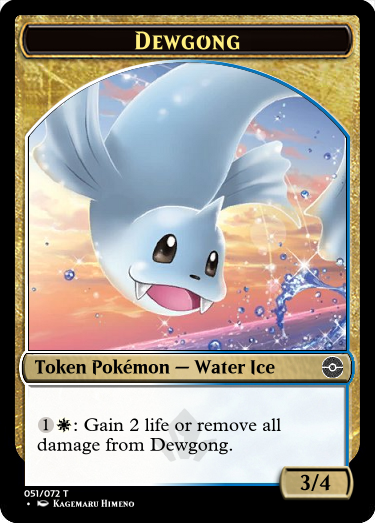 Dewgong
Token Pokémon — Water Ice
1: Gain 2 life or remove all
damage from Dewgong.
3/4
051/072 T
• Kagemaru Himeno